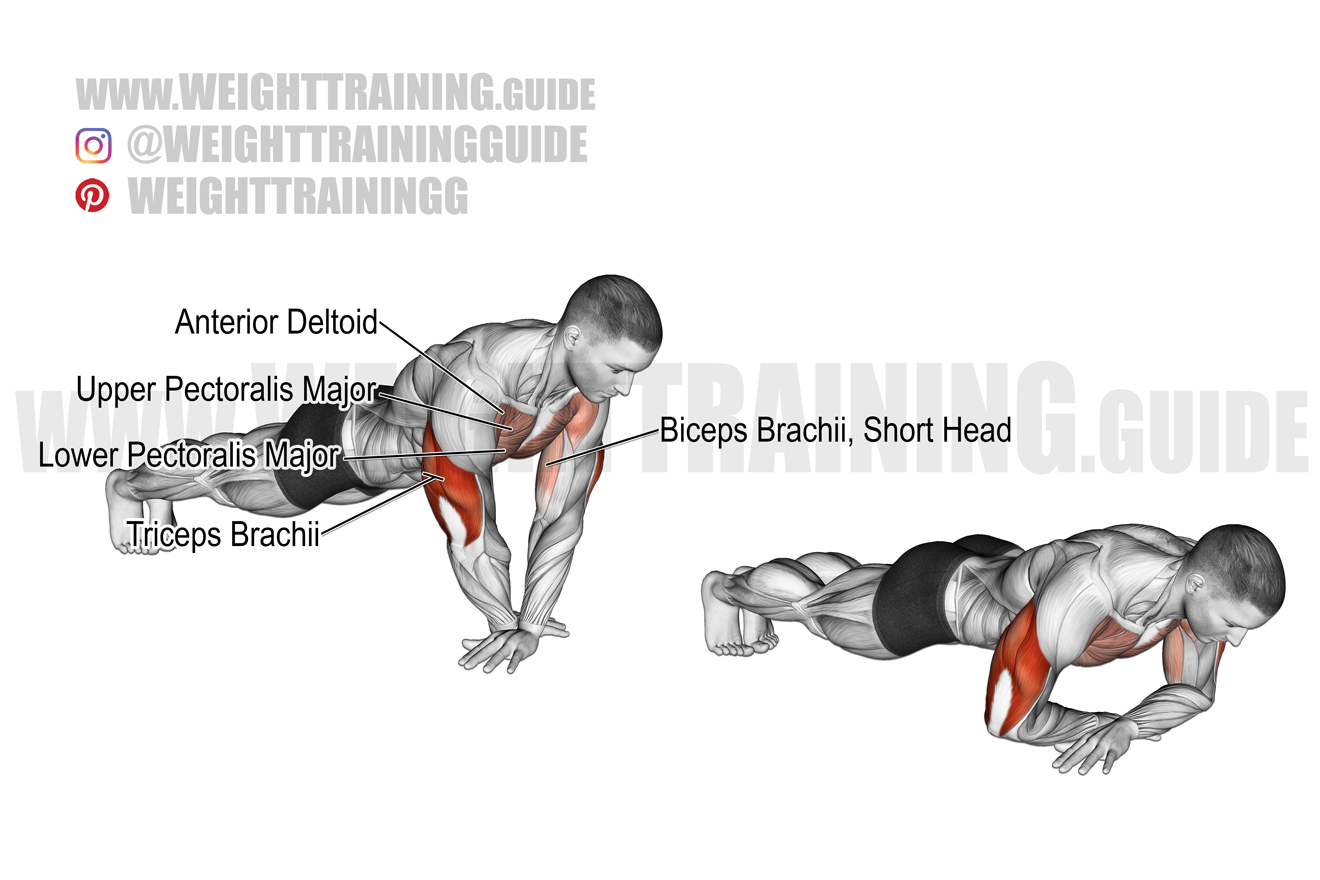 www.WEIGHTTRAINING.GUIDE
@WEIGHTTRAININGGUIDE
WEIGHTTRAININGG
Anterior Deltoid
Upper Pectoralis Major
Lower Pectoralis Major
Triceps Brachii
Biceps Brachii, Short Head
www.WEIGHTTRAINING.GUIDE